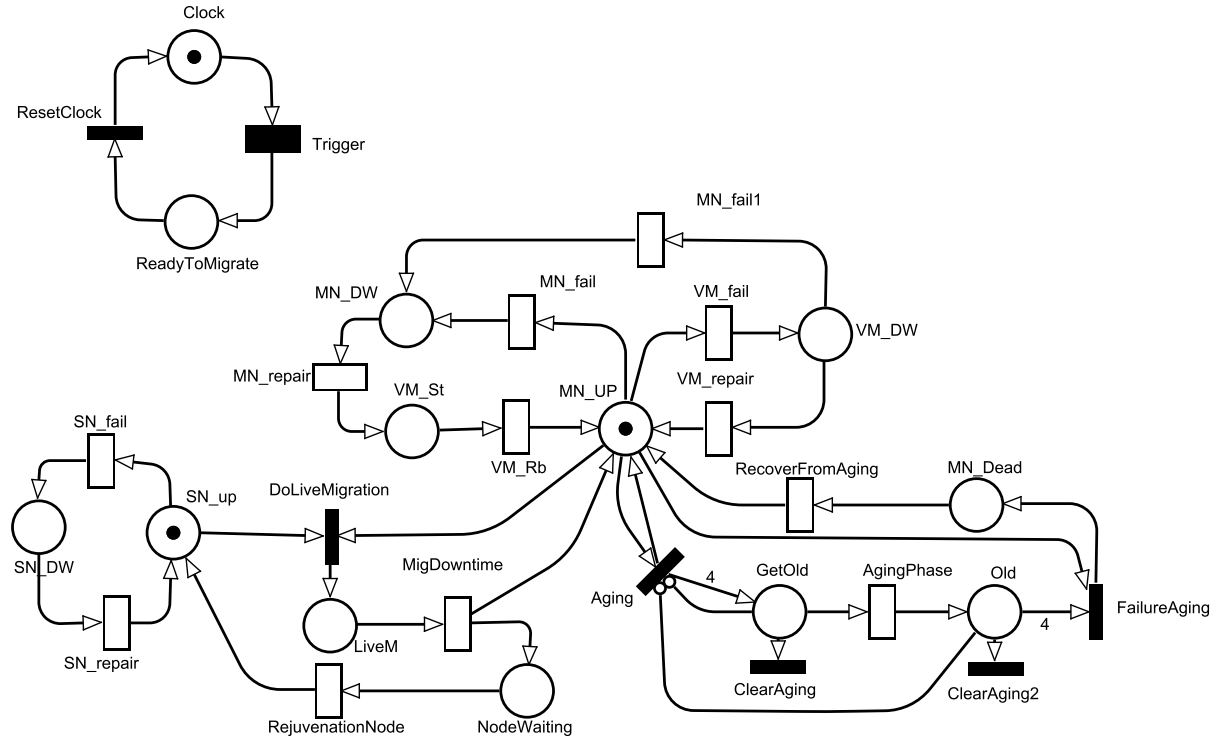 Clock
ResetClock
Trigger
ReadyToMigrate
MN_fail1
MN_fail
VM_fail
MN_DW
VM_DW
MN_repair
VM_St
MN_UP
VM_repair
SN_fail
VM_Rb
RecoverFromAging
MN_Dead
DoLiveMigration
SN_up
SN_DW
MigDowntime
Aging
4
GetOld
AgingPhase
Old
4
FailureAging
LiveM
SN_repair
ClearAging
ClearAging2
RejuvenationNode
NodeWaiting